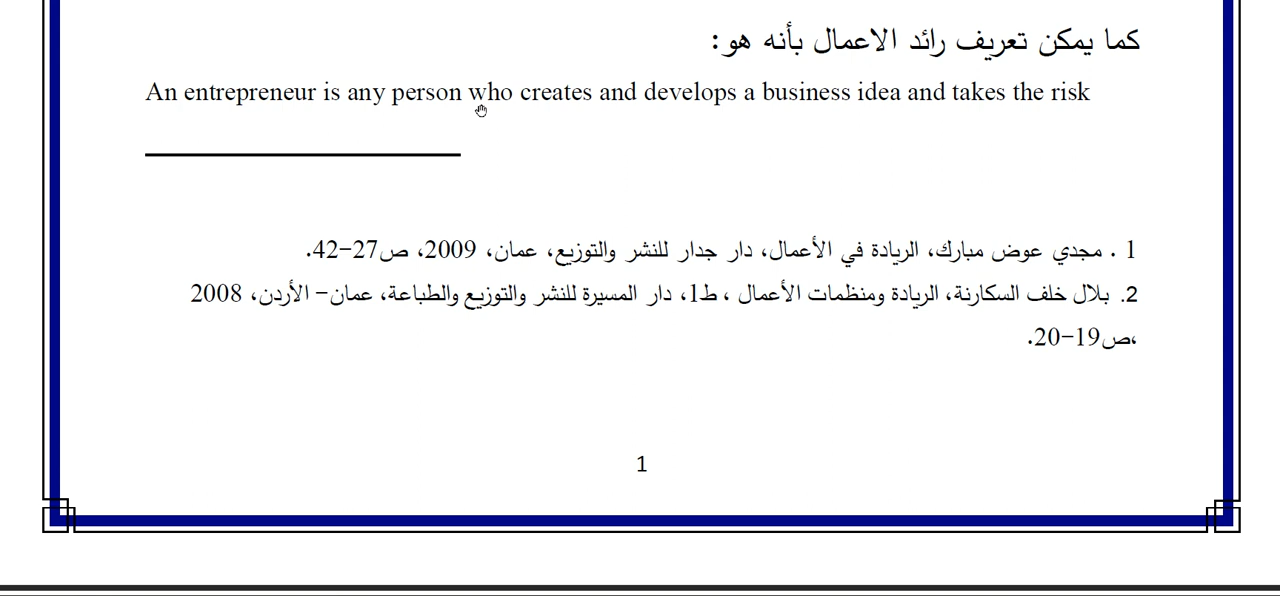 كما يمكن تعريف رائد الاعمال بأنه هو:
An entrepreneur is any person who creates and develops a business idea and takes the risk
1 . مجدي عوض مبارك، الريادة في الأعمال، دار جدار للنشر والتوزيع، عمان، 2009، ص27-42.
2. بلال خلف السكارنة، الريادة ومنظمات الأعمال ، ط1، دار المسيرة للنشر والتوزيع والطباعة، عمان- الأردن، 2008
،ص19-20.
1